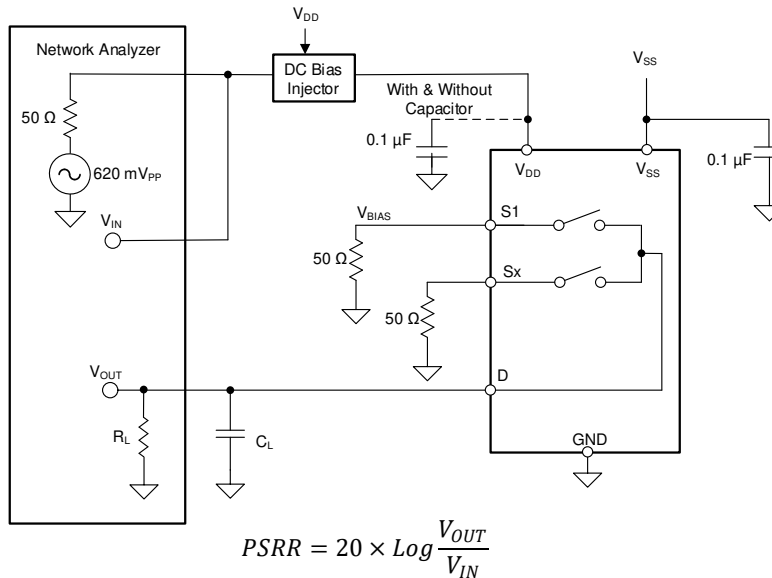 V_DD
Network Analyzer
DC Bias
Injector
V_SS
With & Without
Capacitor
50 Ω
0.1 µF
0.1 µF
V_DD
V_SS
620 mV_PP
V_IN
V_BIAS
S1
50 Ω
Sx
50 Ω
V_OUT
D
R_L
C_L
GND
PSRR = 20 × Log V_OUT / V_IN